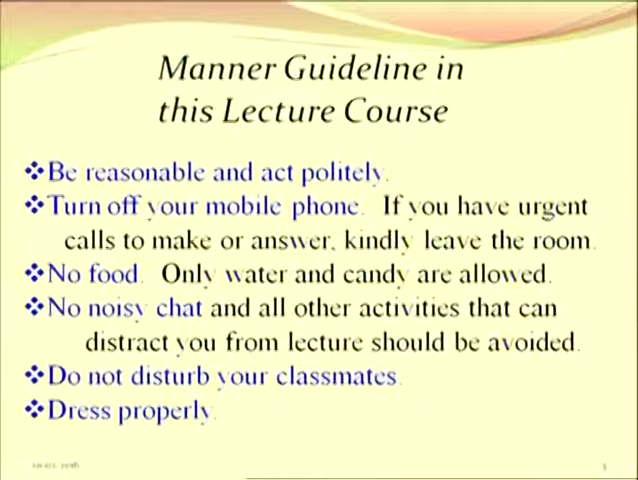 Manner Guideline in
this Lecture Course
❖Be reasonable and act politely.
❖Turn off your mobile phone. If you have urgent
calls to make or answer, kindly leave the room.
❖No food. Only water and candy are allowed.
❖No noisy chat and all other activities that can
distract you from lecture should be avoided.
❖Do not disturb your classmates.
❖Dress properly.